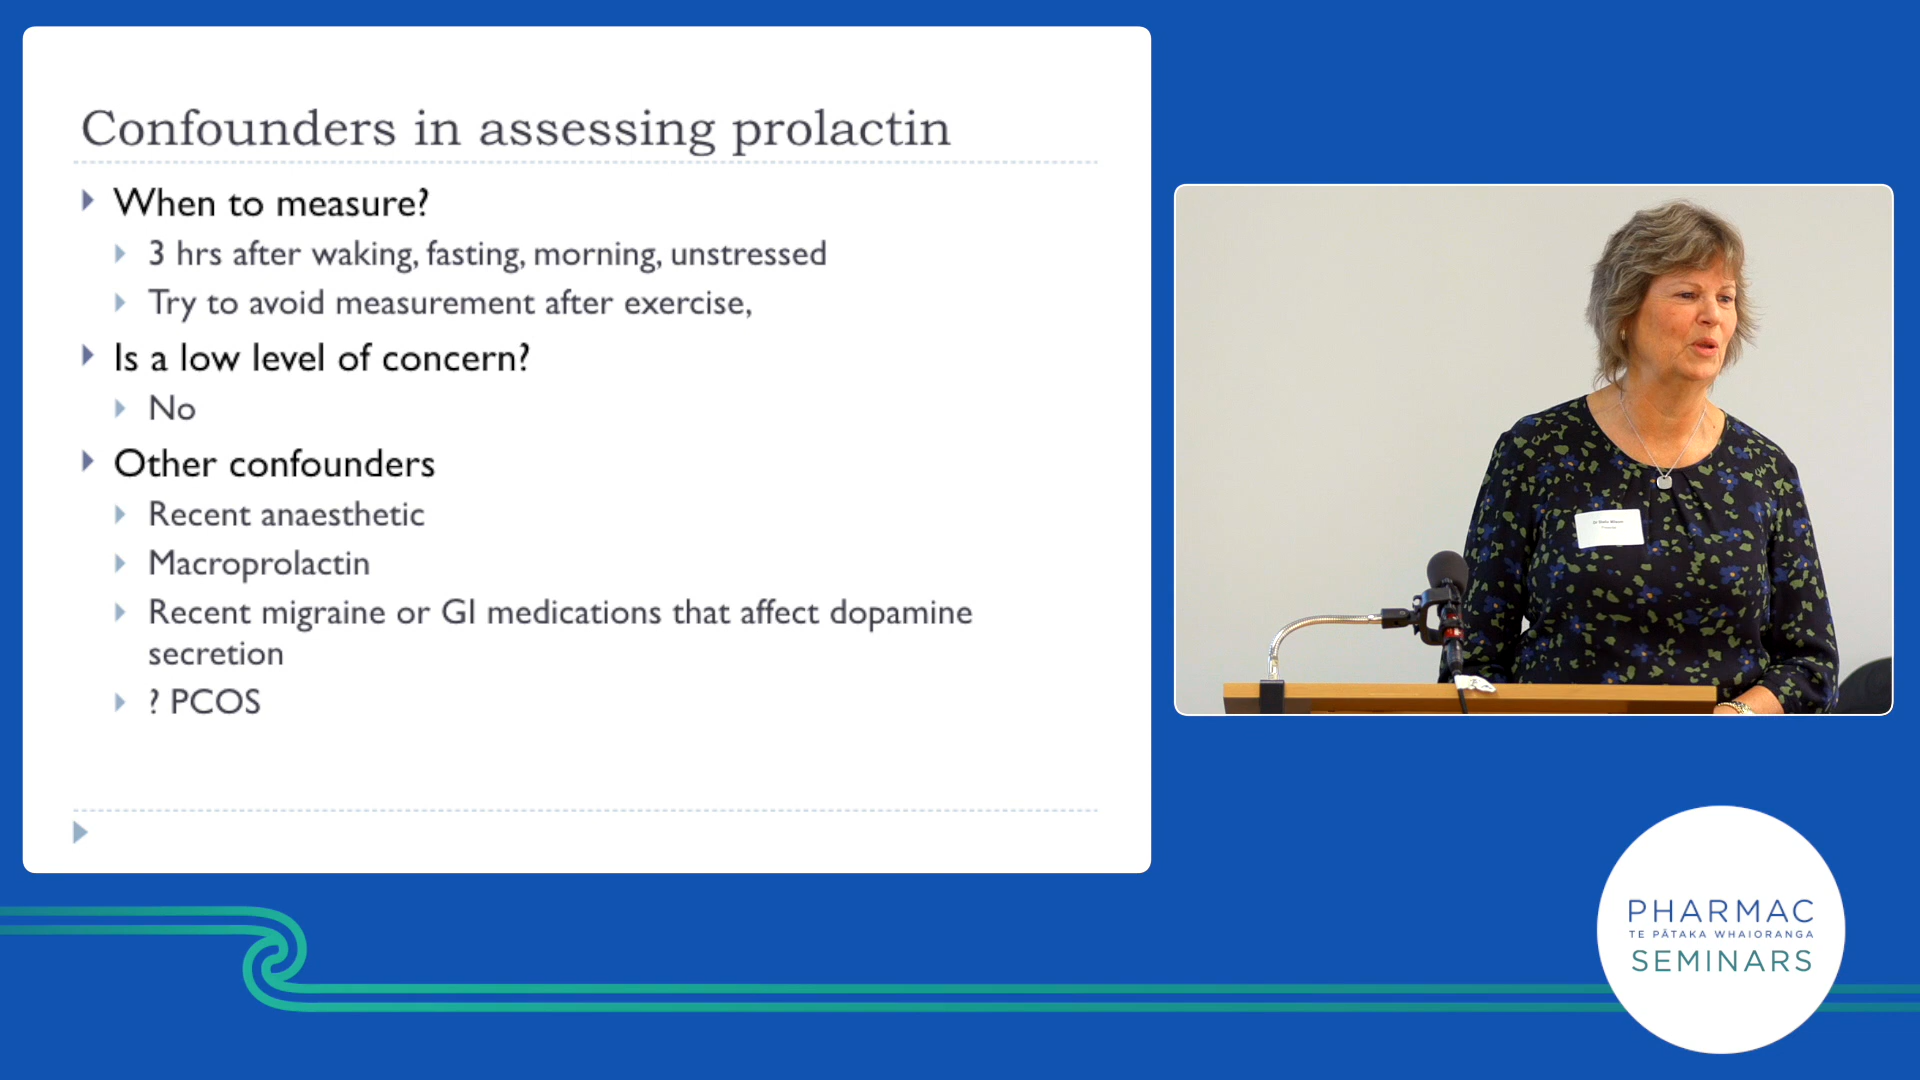 Confounders in assessing prolactin
When to measure?
3 hrs after waking, fasting, morning, unstressed
Try to avoid measurement after exercise,
Is a low level of concern?
No
Other confounders
Recent anaesthetic
Macroprolactin
Recent migraine or GI medications that affect dopamine
secretion
? PCOS
PHARMAC
TE PĀTAKA WHAIORANGA
SEMINARS